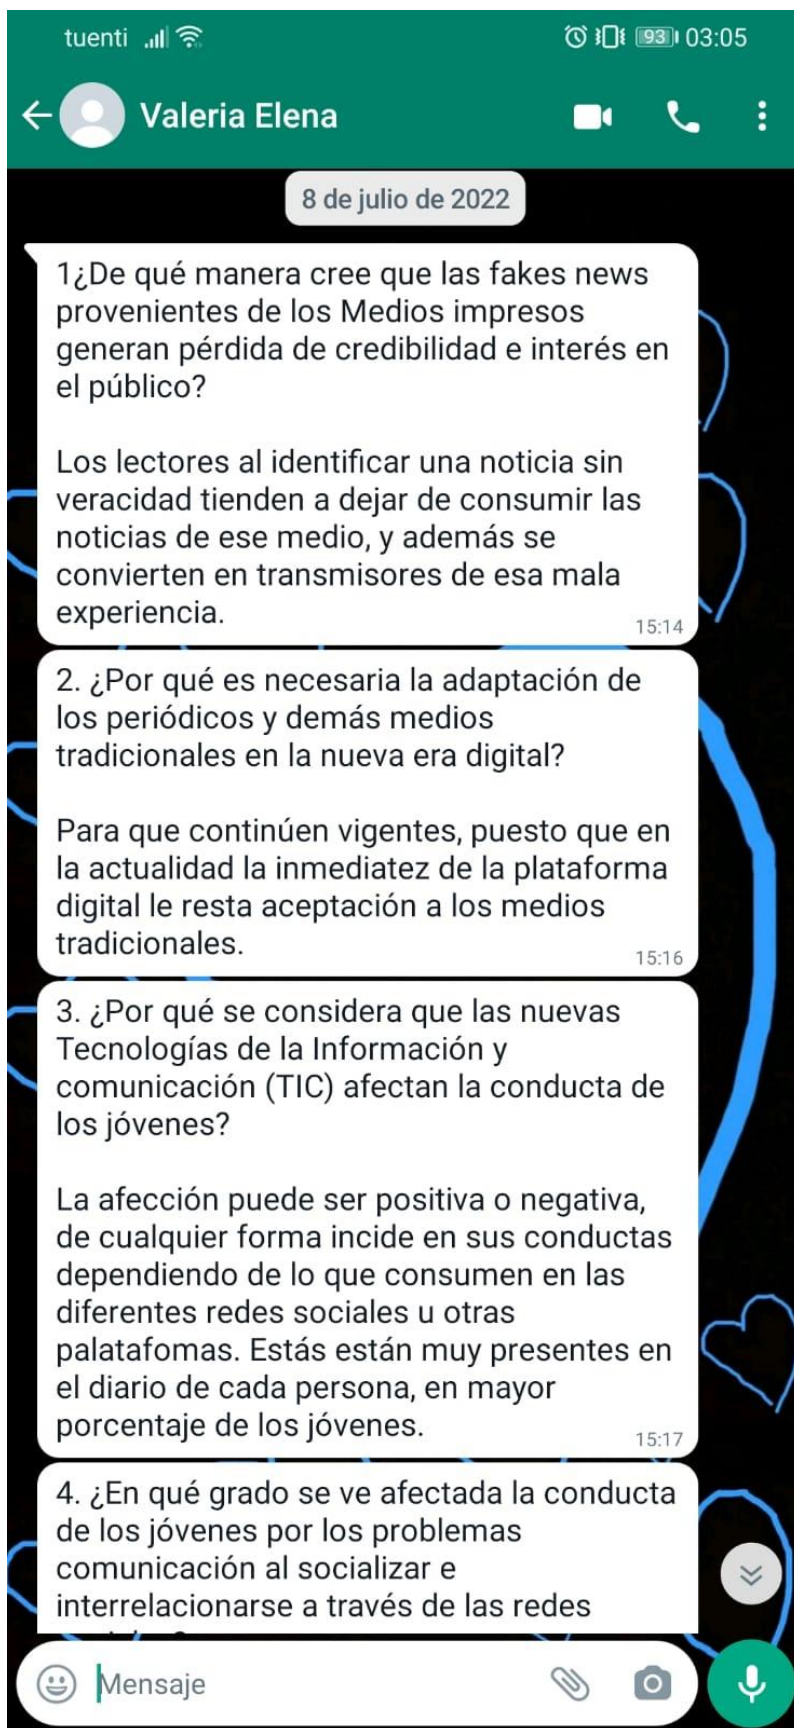 tuenti 93 03:05
Valeria Elena
8 de julio de 2022
1¿De qué manera cree que las fakes news
provenientes de los Medios impresos
generan pérdida de credibilidad e interés en
el público?
Los lectores al identificar una noticia sin
veracidad tienden a dejar de consumir las
noticias de ese medio, y además se
convierten en transmisores de esa mala
experiencia.
15:14
2. ¿Por qué es necesaria la adaptación de
los periódicos y demás medios
tradicionales en la nueva era digital?
Para que continúen vigentes, puesto que en
la actualidad la inmediatez de la plataforma
digital le resta aceptación a los medios
tradicionales.
15:16
3. ¿Por qué se considera que las nuevas
Tecnologías de la Información y
comunicación (TIC) afectan la conducta de
los jóvenes?
La afección puede ser positiva o negativa,
de cualquier forma incide en sus conductas
dependiendo de lo que consumen en las
diferentes redes sociales u otras
palatafomas. Estás están muy presentes en
el diario de cada persona, en mayor
porcentaje de los jóvenes.
15:17
4. ¿En qué grado se ve afectada la conducta
de los jóvenes por los problemas
comunicación al socializar e
interrelacionarse a través de las redes
Mensaje